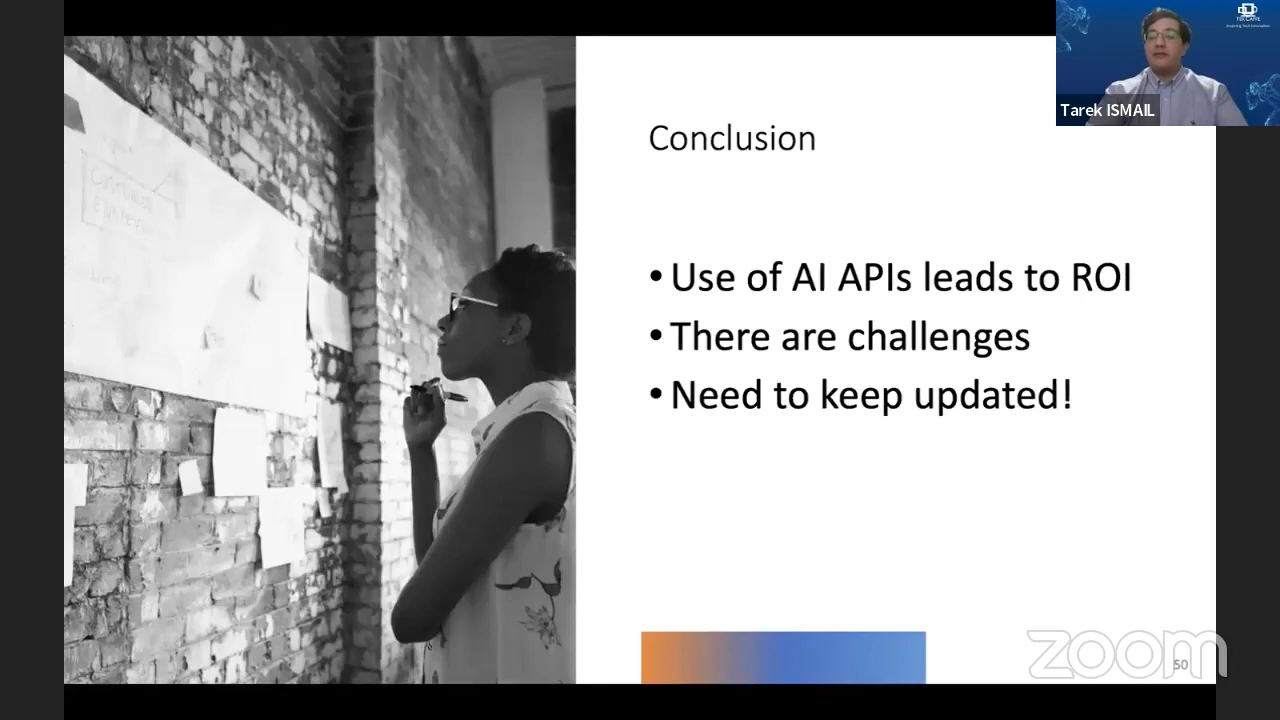 Conclusion
• Use of AI APIs leads to ROI
• There are challenges
• Need to keep updated!
Tarek ISMAIL
zoom
50